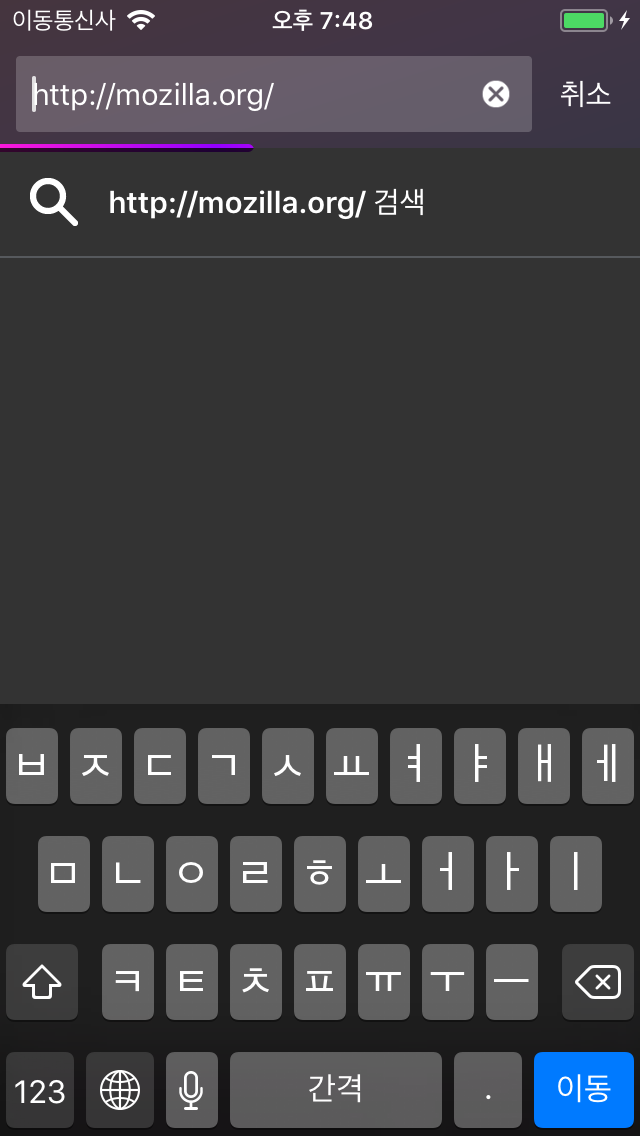 이동통신사 오후 7:48
http://mozilla.org/ 취소
http://mozilla.org/ 검색
ㅂ ㅈ ㄷ ㄱ ㅅ ㅛ ㅕ ㅑ ㅐ ㅔ
ㅁ ㄴ ㅇ ㄹ ㅎ ㅗ ㅓ ㅏ ㅣ
ㅋ ㅌ ㅊ ㅍ ㅠ ㅜ ㅡ
123 간격 . 이동